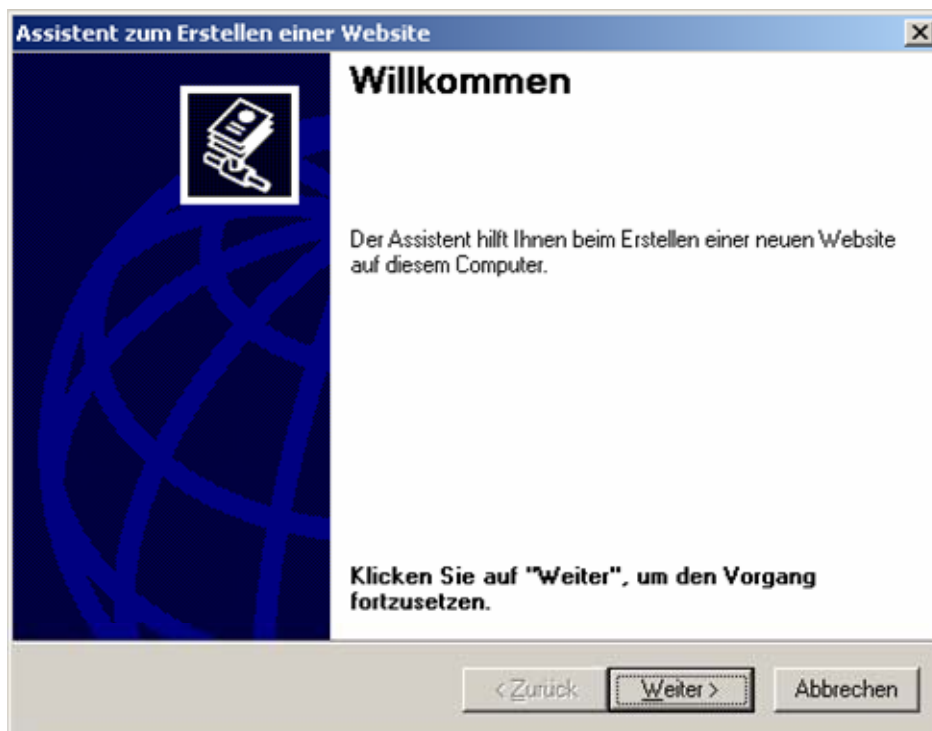 Assistent zum Erstellen einer Website
Willkommen
Der Assistent hilft Ihnen beim Erstellen einer neuen Website
auf diesem Computer.
Klicken Sie auf "Weiter", um den Vorgang
fortzusetzen.
< Zurück Weiter > Abbrechen